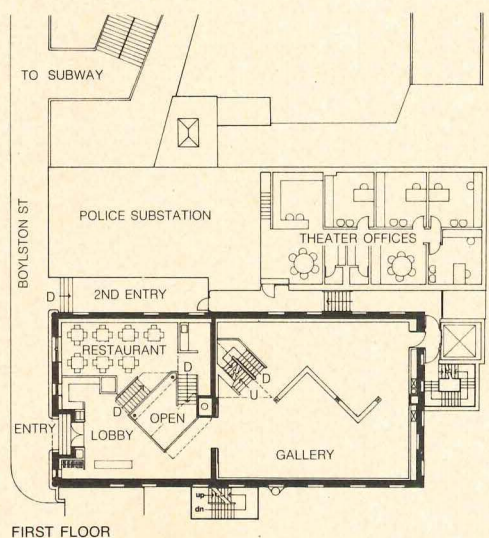 TO SUBWAY
BOYLSTON ST
POLICE SUBSTATION
THEATER OFFICES
D
2ND ENTRY
RESTAURANT
D
D
D
U
OPEN
ENTRY
LOBBY
GALLERY
up
dn
FIRST FLOOR